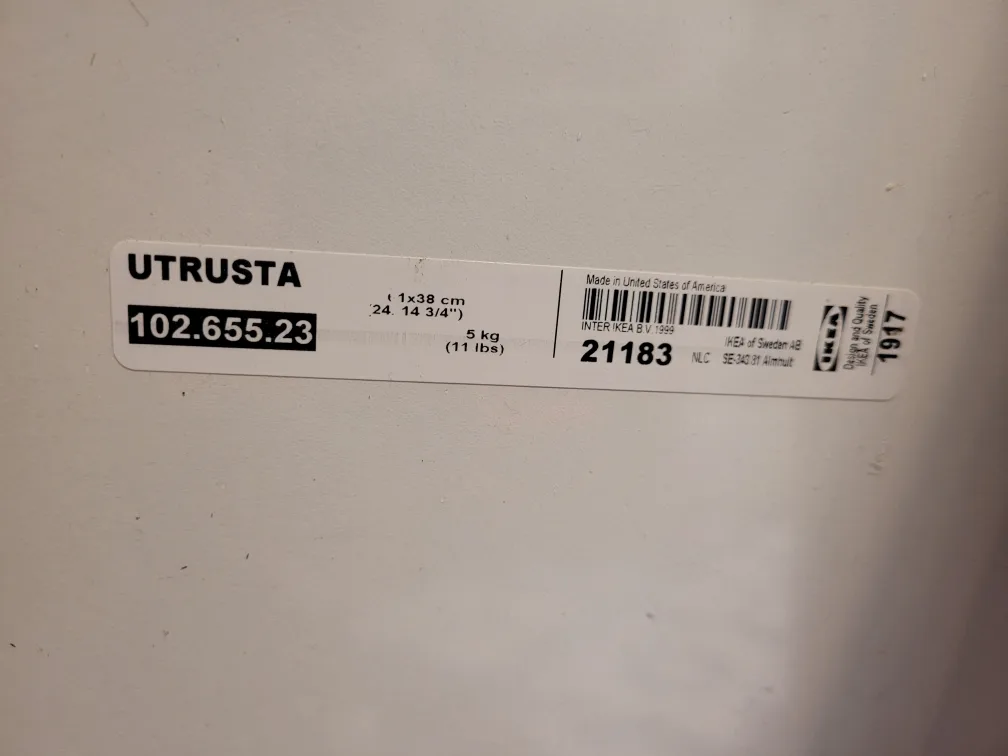 UTRUSTA
102.655.23
1x38 cm
24. 14 3/4")
5 kg
(11 lbs)
Made in United States of America
INTER IKEA B.V. 1999
21183
NLC
IKEA of Sweden AB
SE-343 81 Älmhult
IKEA
Design and Quality
IKEA of Sweden
1917